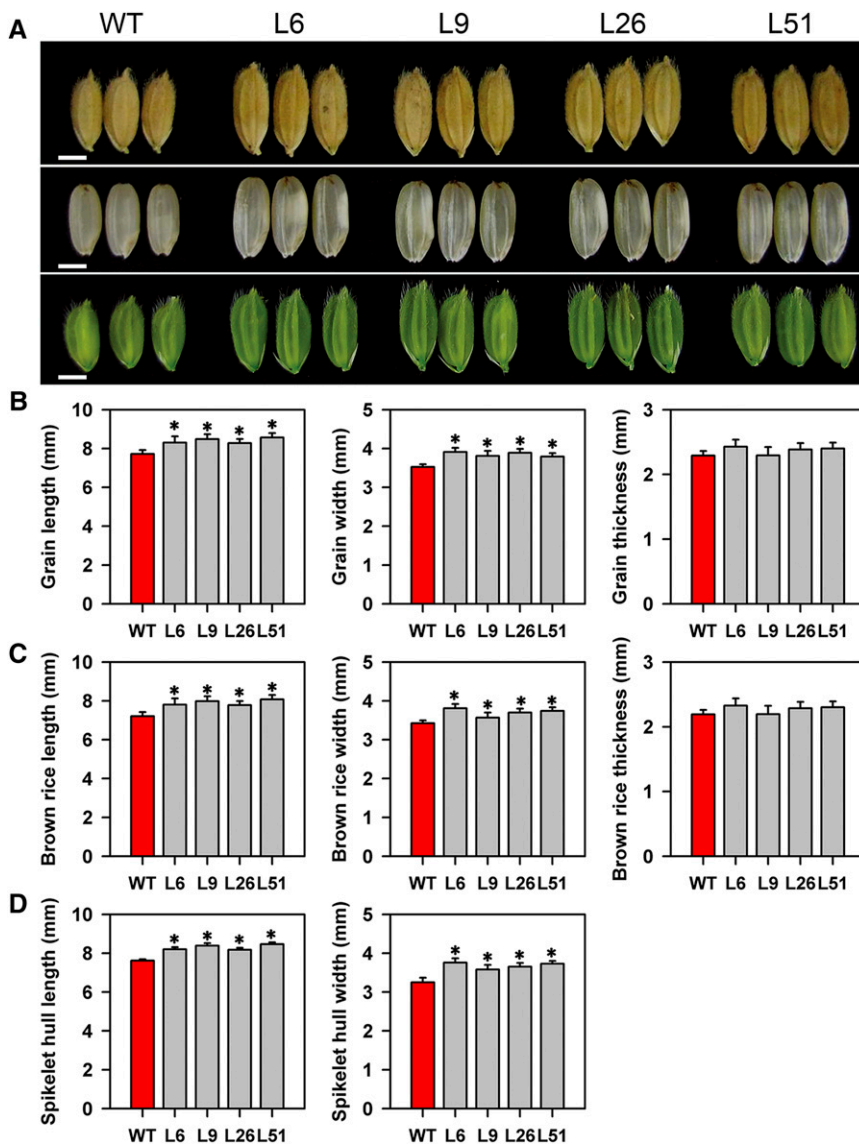 A WT L6 L9 L26 L51
B
Grain length (mm)
10
8
6
4
2
0
* * * *
WT L6 L9 L26 L51
Grain width (mm)
5
4
3
2
1
0
* * * *
WT L6 L9 L26 L51
Grain thickness (mm)
3
2
1
0
WT L6 L9 L26 L51
C
Brown rice length (mm)
10
8
6
4
2
0
* * * *
WT L6 L9 L26 L51
Brown rice width (mm)
5
4
3
2
1
0
* * * *
WT L6 L9 L26 L51
Brown rice thickness (mm)
3
2
1
0
WT L6 L9 L26 L51
D
Spikelet hull length (mm)
10
8
6
4
2
0
* * * *
WT L6 L9 L26 L51
Spikelet hull width (mm)
5
4
3
2
1
0
* * * *
WT L6 L9 L26 L51